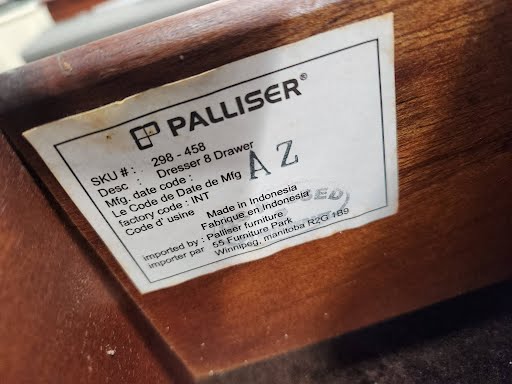 PALLISER®
SKU # : 298 - 458
Desc . : Dresser 8 Drawer
Mfg. date code :
Le Code de Date de Mfg
AZ
factory code : INT
Code d' usine
Made in Indonesia
Fabrique en Indonesia
imported by : Palliser furniture
importer par 55 Furniture Park
Winnipeg, manitoba R2G 1B9